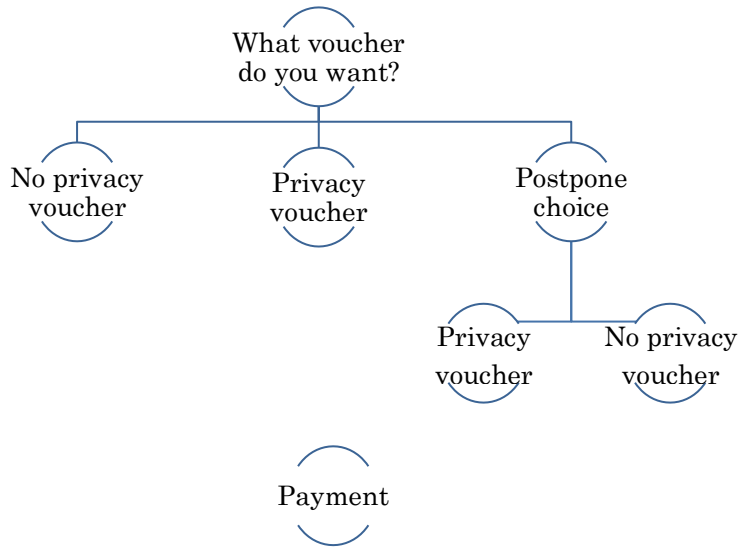 What voucher
do you want?
No privacy
voucher
Privacy
voucher
Postpone
choice
Privacy
voucher
No privacy
voucher
Payment